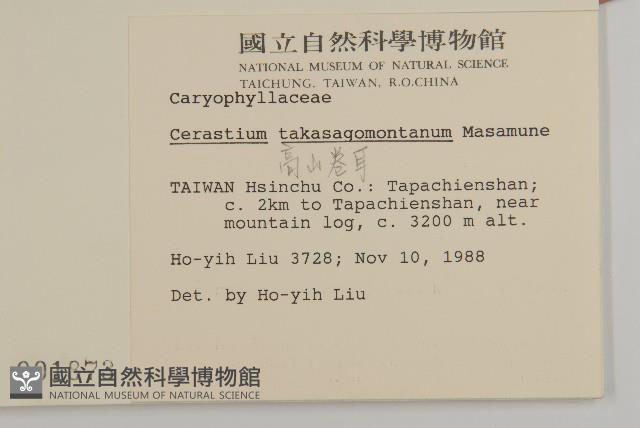 國立自然科學博物館
NATIONAL MUSEUM OF NATURAL SCIENCE
TAICHUNG, TAIWAN, R.O.CHINA
Caryophyllaceae
Cerastium takasagomontanum Masamune
高山卷耳
TAIWAN Hsinchu Co.: Tapachienshan;
c. 2km to Tapachienshan, near
mountain log, c. 3200 m alt.
Ho-yih Liu 3728; Nov 10, 1988
Det. by Ho-yih Liu
國立自然科學博物館
NATIONAL MUSEUM OF NATURAL SCIENCE